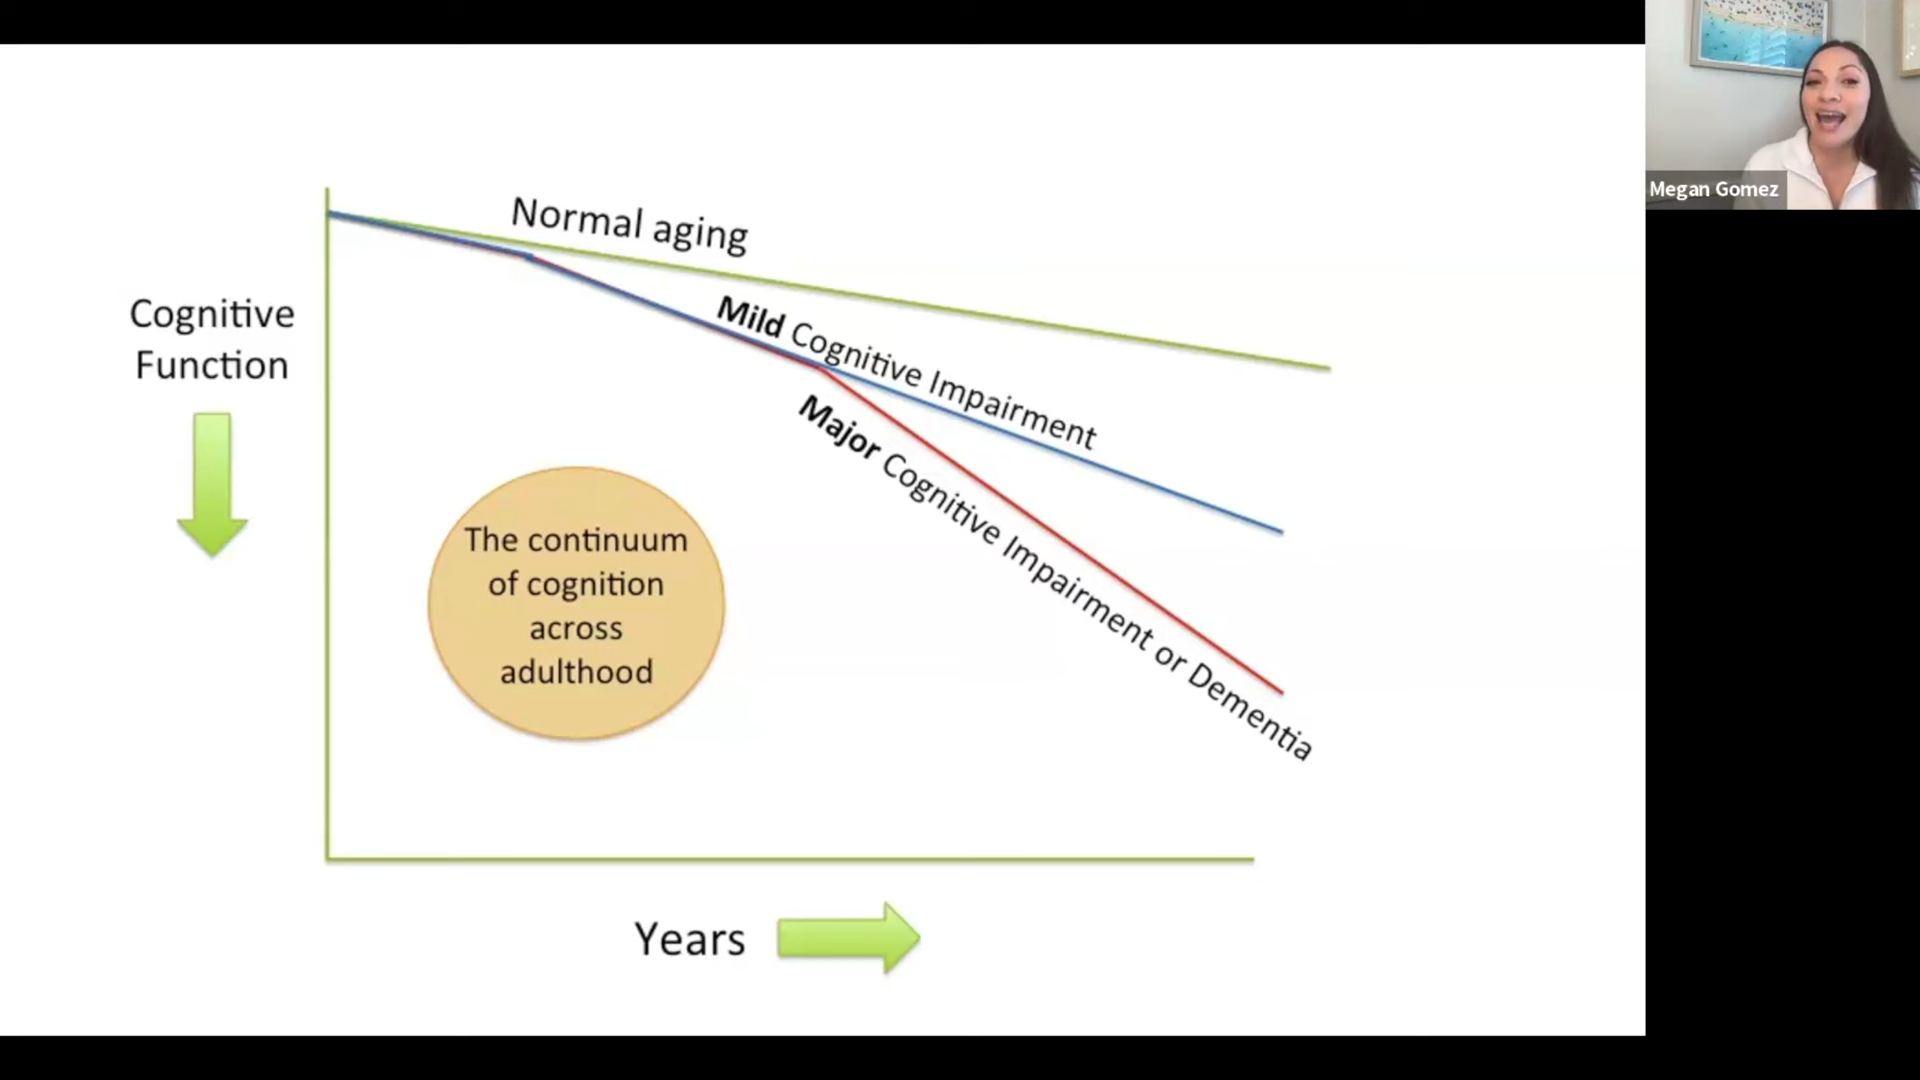 Normal aging
Mild Cognitive Impairment
Major Cognitive Impairment or Dementia
Cognitive
Function
The continuum
of cognition
across
adulthood
Years
Megan Gomez